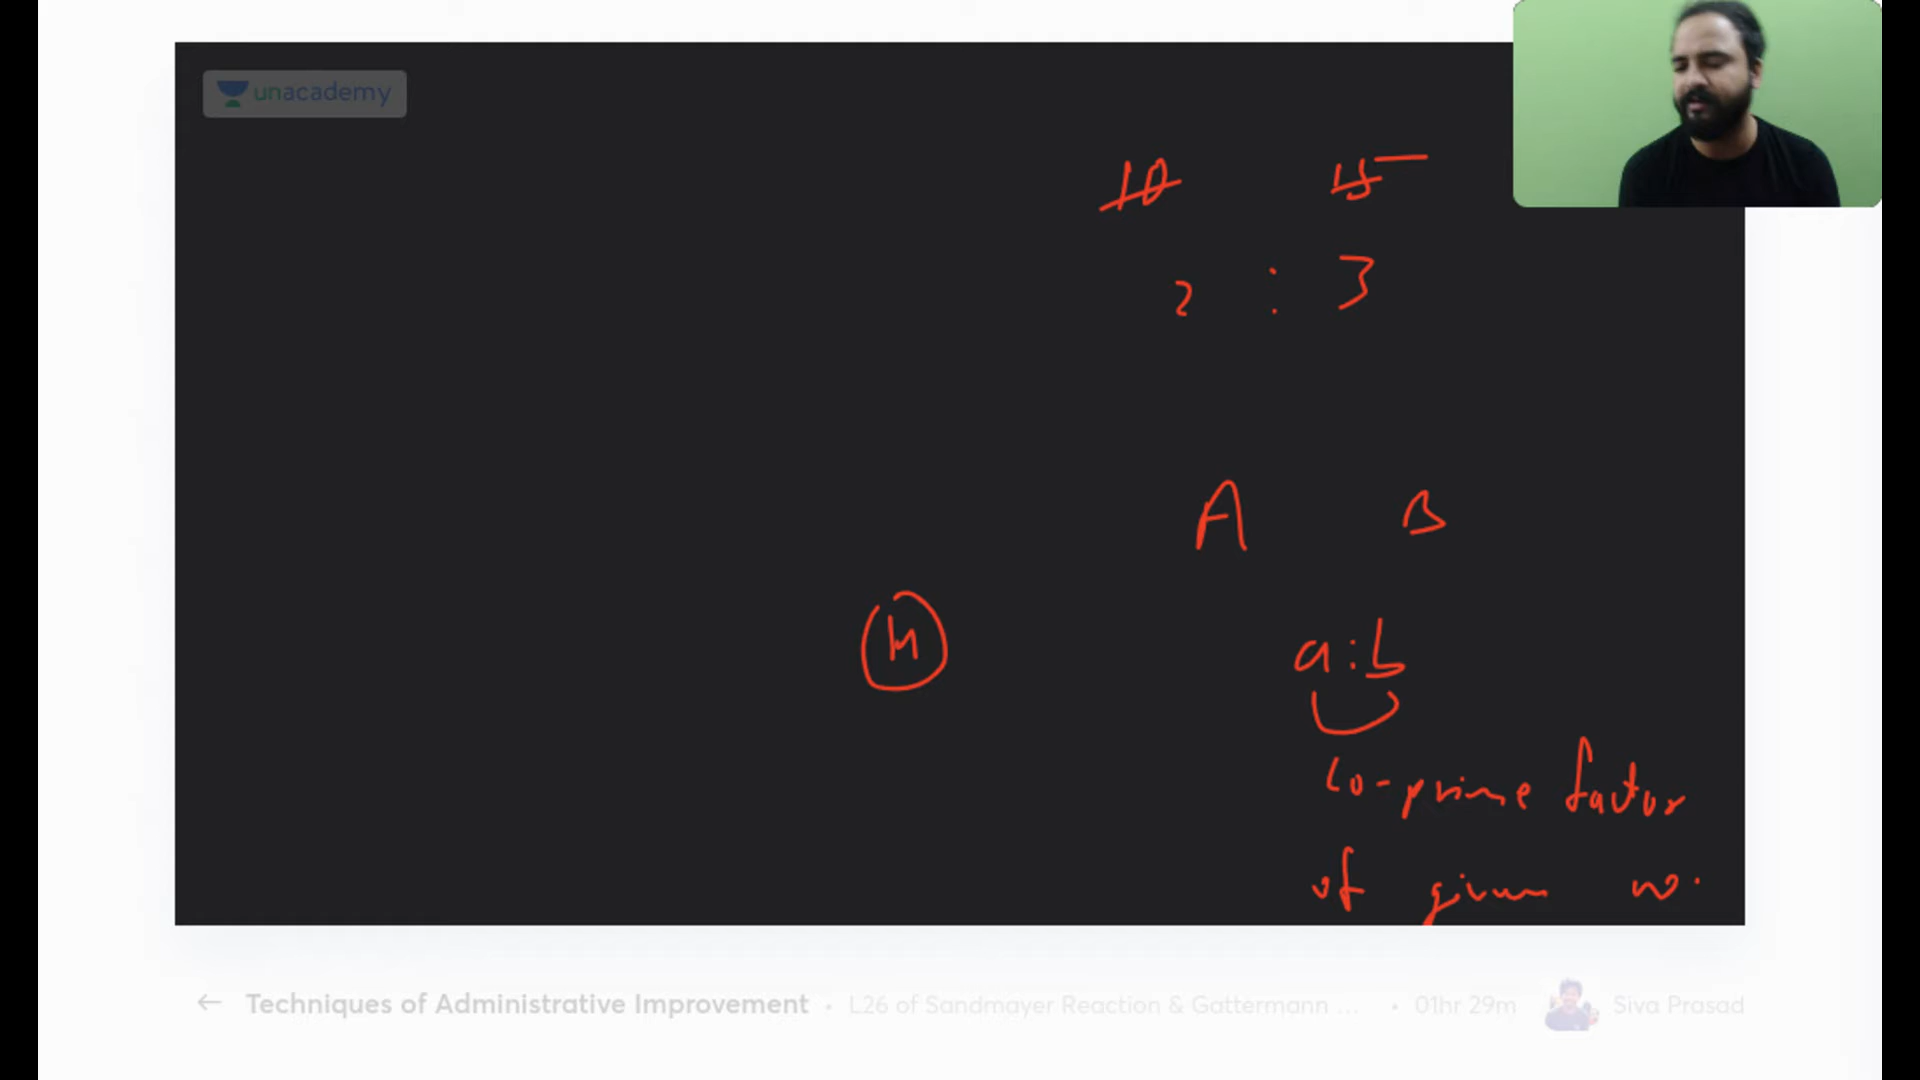 unacademy
10 15
2 : 3
A B
H
a:b
Co-prime factor
of given no.
← Techniques of Administrative Improvement • L26 of Sandmayer Reaction & Gattermann ... • 01hr 29m Siva Prasad